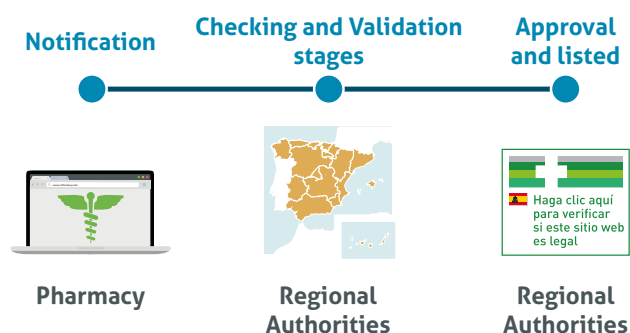 Notification
Checking and Validation
stages
Approval
and listed
Haga clic aquí
para verificar
si este sitio web
es legal
Pharmacy
Regional
Authorities
Regional
Authorities